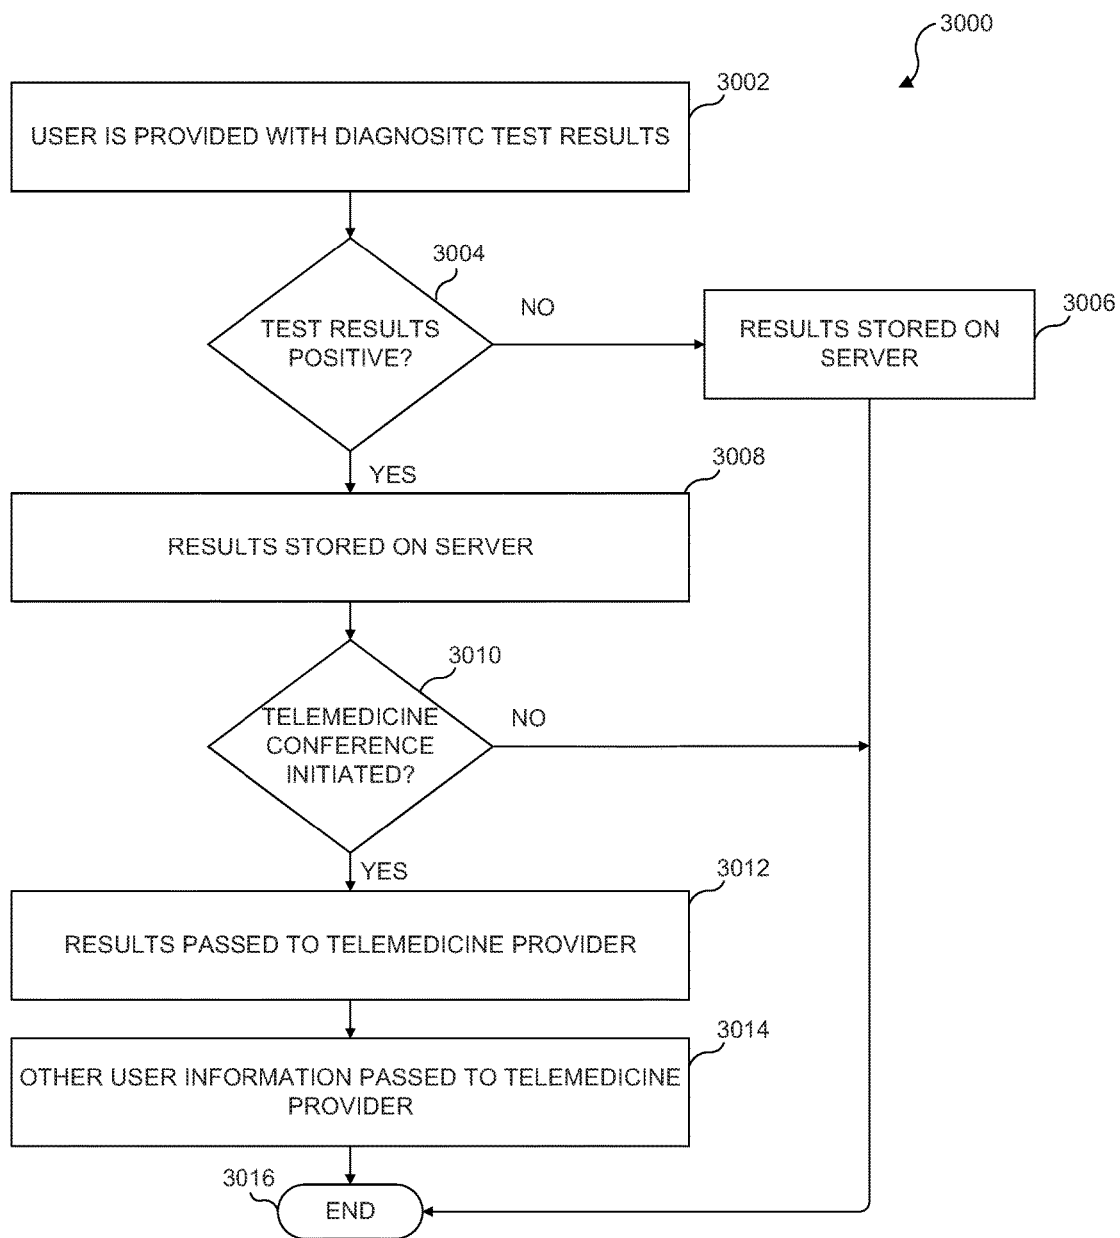 3000
3002
USER IS PROVIDED WITH DIAGNOSITC TEST RESULTS
3004
TEST RESULTS
POSITIVE?
NO
3006
RESULTS STORED ON
SERVER
YES
3008
RESULTS STORED ON SERVER
3010
TELEMEDICINE
CONFERENCE
INITIATED?
NO
YES
3012
RESULTS PASSED TO TELEMEDICINE PROVIDER
3014
OTHER USER INFORMATION PASSED TO TELEMEDICINE
PROVIDER
3016
END